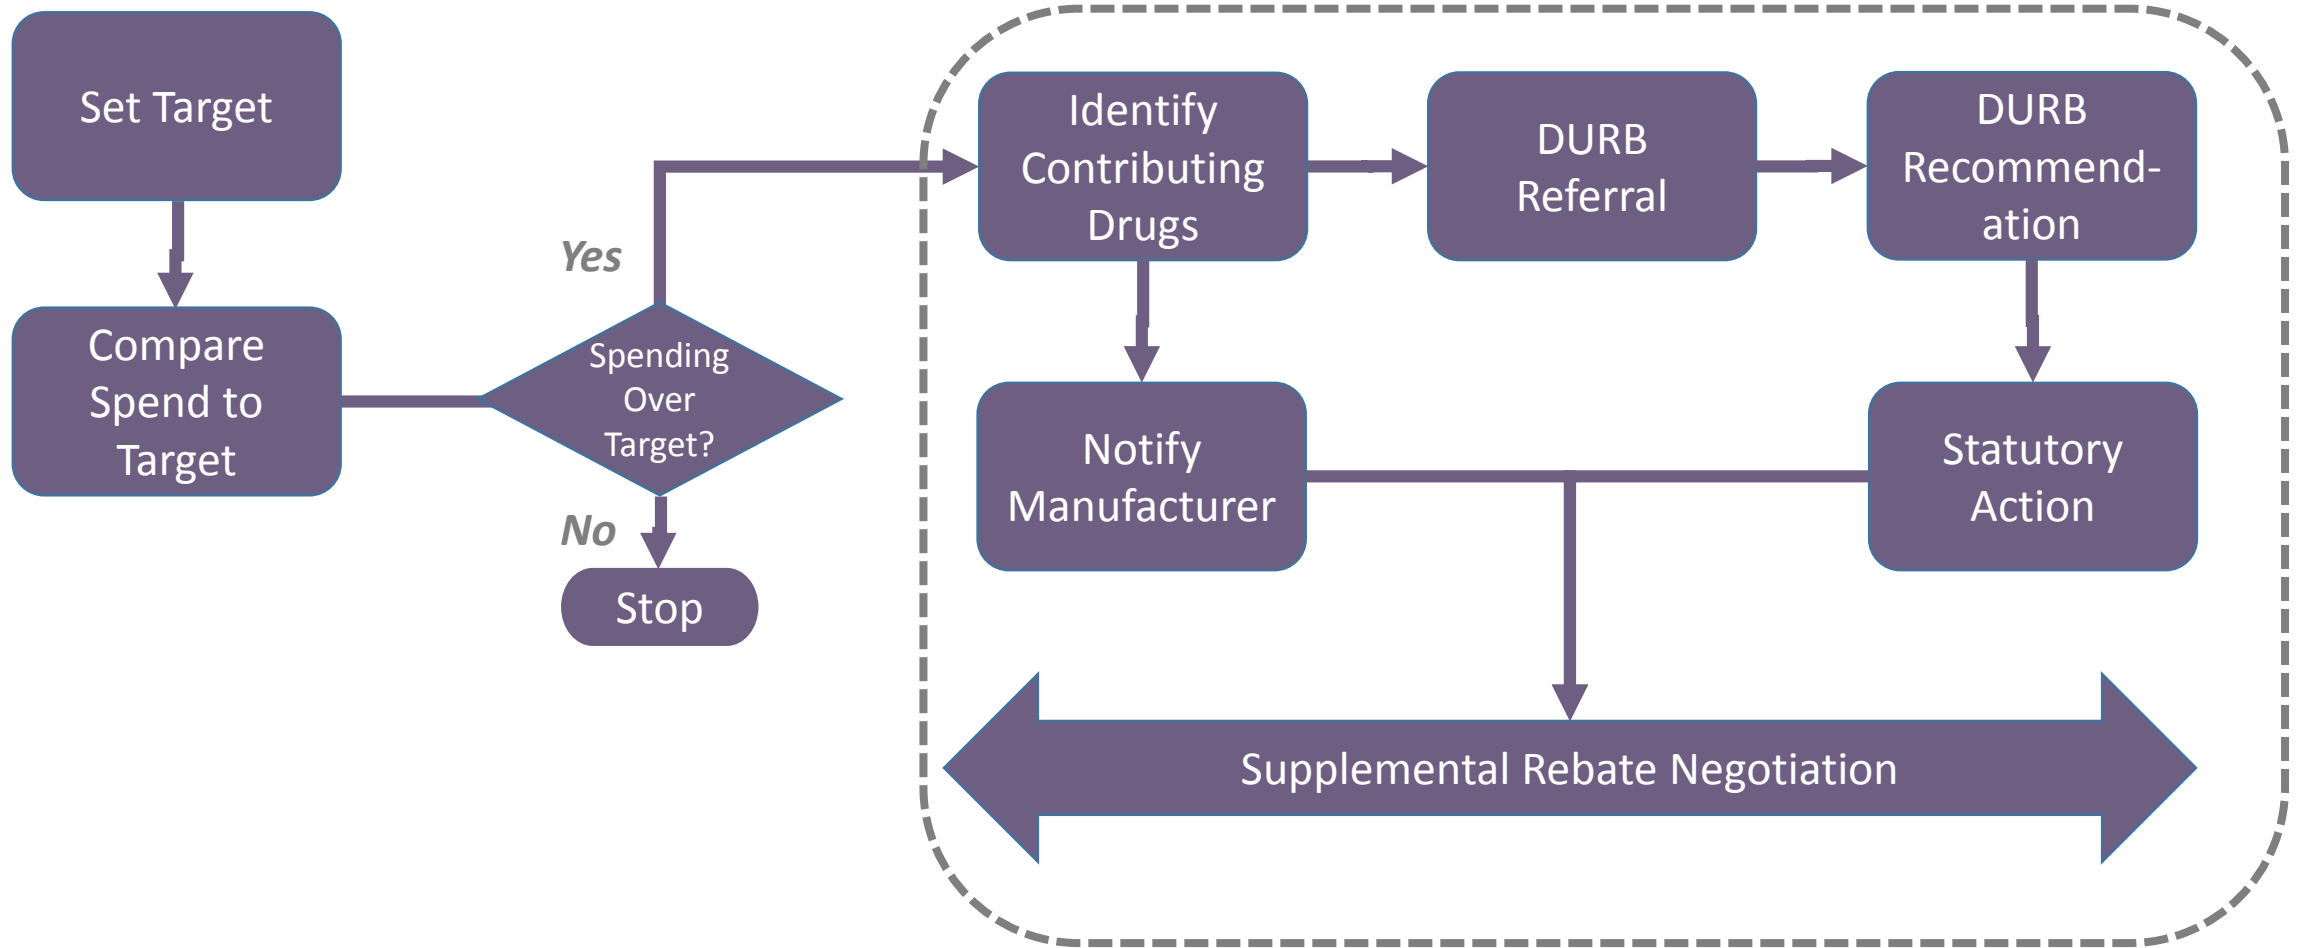 Set Target
Compare
Spend to
Target
Yes
Spending
Over
Target?
No
Stop
Identify
Contributing
Drugs
DURB
Referral
DURB
Recommend-
ation
Notify
Manufacturer
Statutory
Action
Supplemental Rebate Negotiation